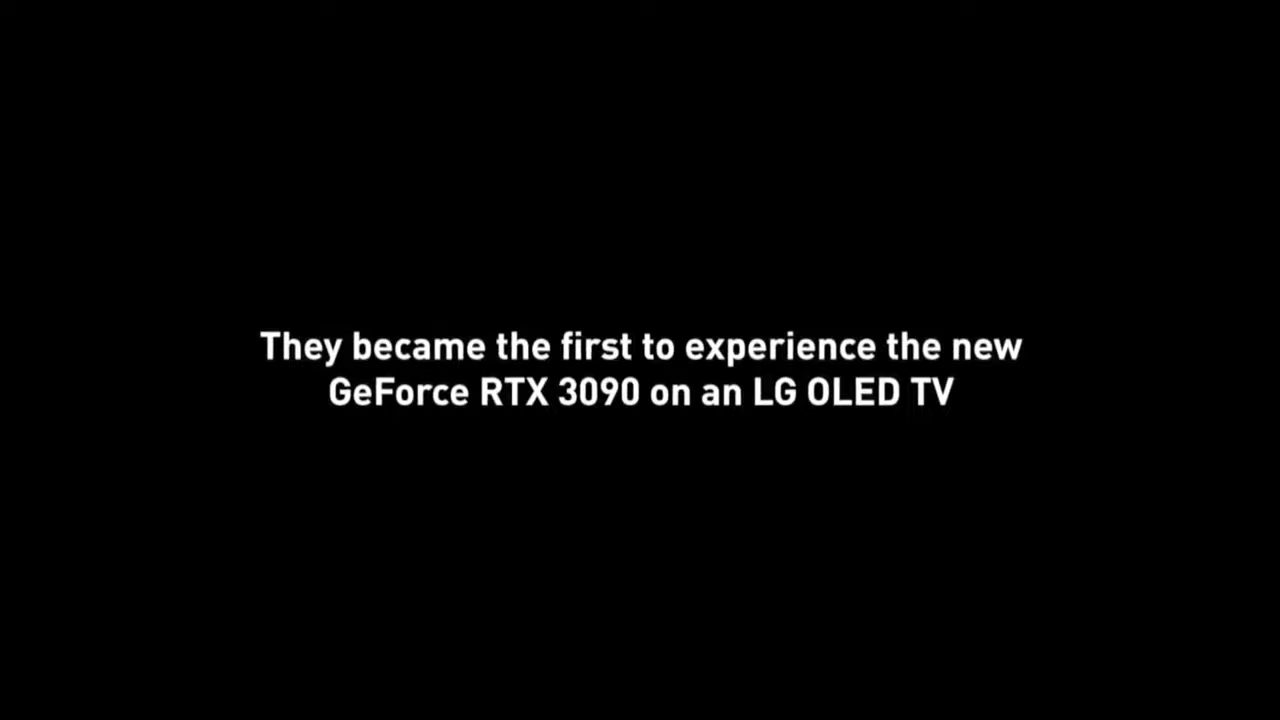 They became the first to experience the new
GeForce RTX 3090 on an LG OLED TV